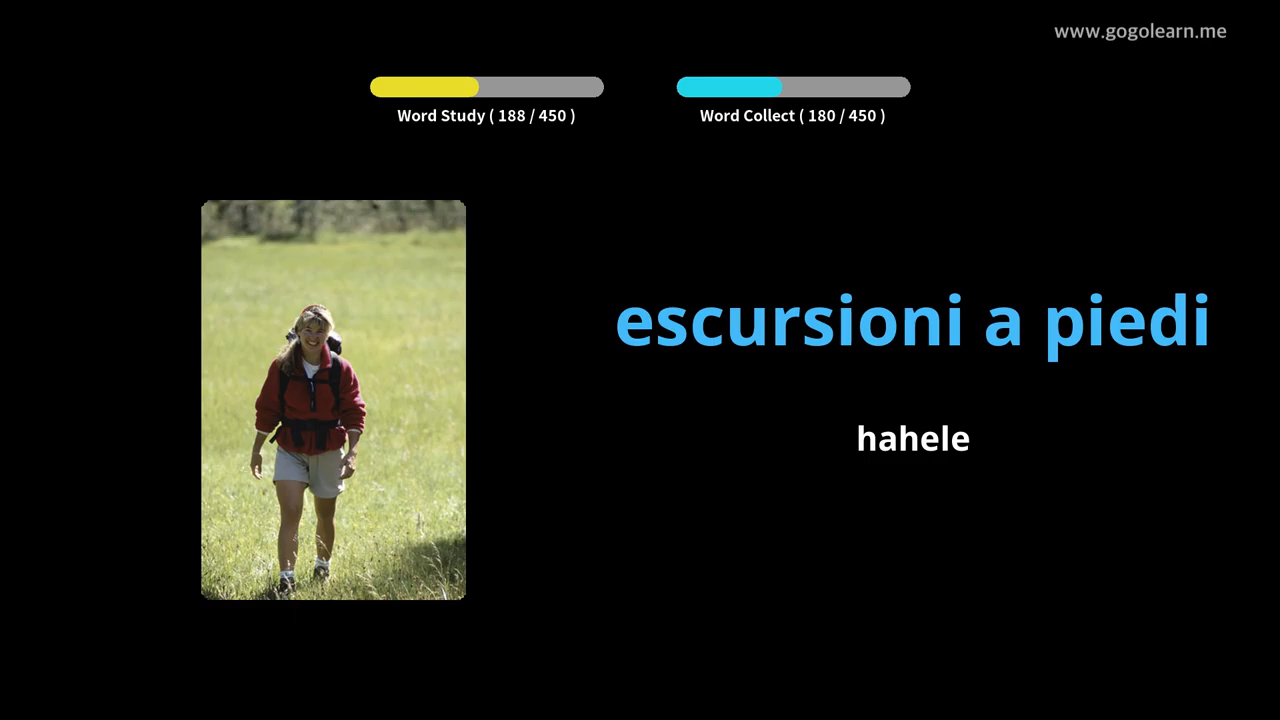 www.gogolearn.me
Word Study ( 188 / 450 )
Word Collect ( 180 / 450 )
escursioni a piedi
hahele